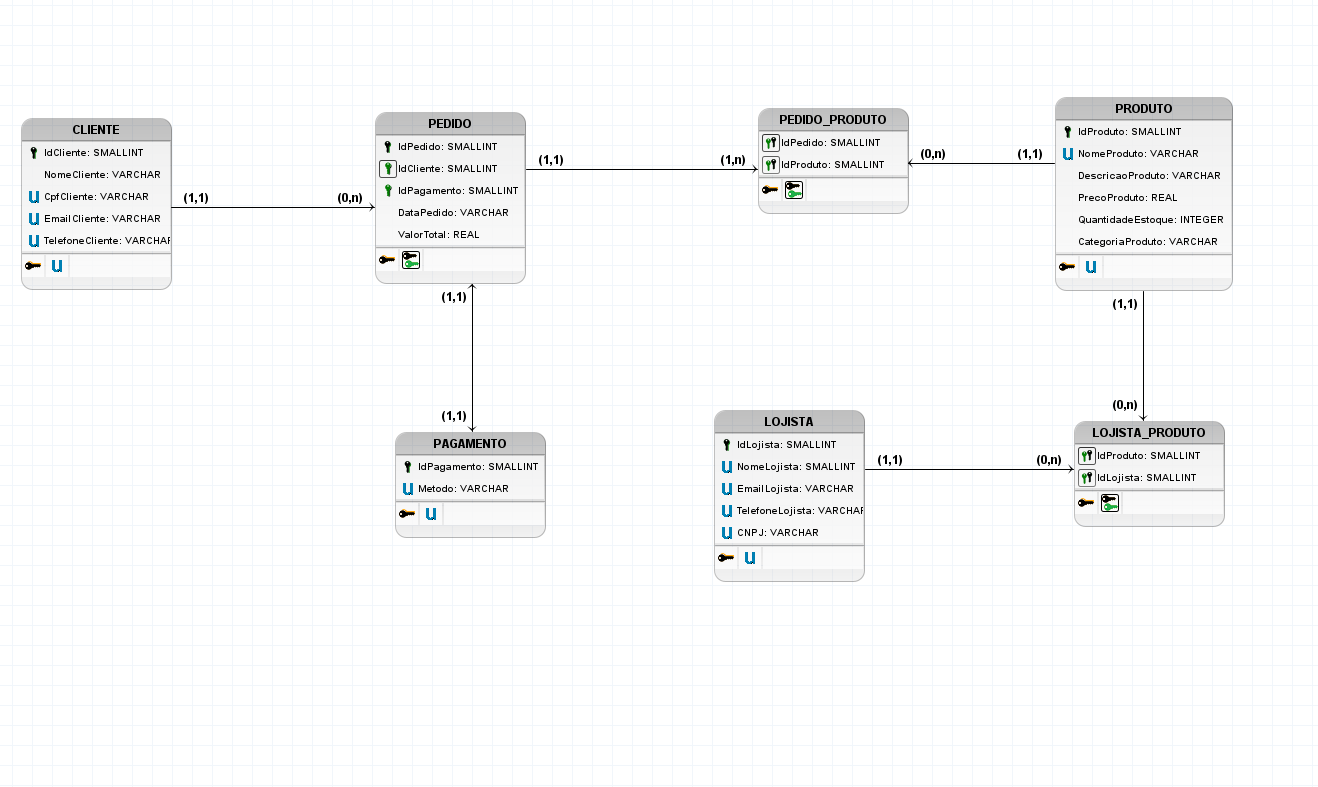 CLIENTE
IdCliente: SMALLINT
NomeCliente: VARCHAR
U CpfCliente: VARCHAR
U EmailCliente: VARCHAR
U TelefoneCliente: VARCHAR
U
(1,1)
(0,n)
PEDIDO
IdPedido: SMALLINT
IdCliente: SMALLINT
IdPagamento: SMALLINT
DataPedido: VARCHAR
ValorTotal: REAL
(1,1)
(1,n)
PEDIDO_PRODUTO
IdPedido: SMALLINT
IdProduto: SMALLINT
(0,n)
(1,1)
PRODUTO
IdProduto: SMALLINT
U NomeProduto: VARCHAR
DescricaoProduto: VARCHAR
PrecoProduto: REAL
QuantidadeEstoque: INTEGER
CategoriaProduto: VARCHAR
U
(1,1)
(1,1)
PAGAMENTO
IdPagamento: SMALLINT
U Metodo: VARCHAR
U
(1,1)
(0,n)
LOJISTA
IdLojista: SMALLINT
U NomeLojista: SMALLINT
U EmailLojista: VARCHAR
U TelefoneLojista: VARCHAR
U CNPJ: VARCHAR
U
(1,1)
(0,n)
LOJISTA_PRODUTO
IdProduto: SMALLINT
IdLojista: SMALLINT